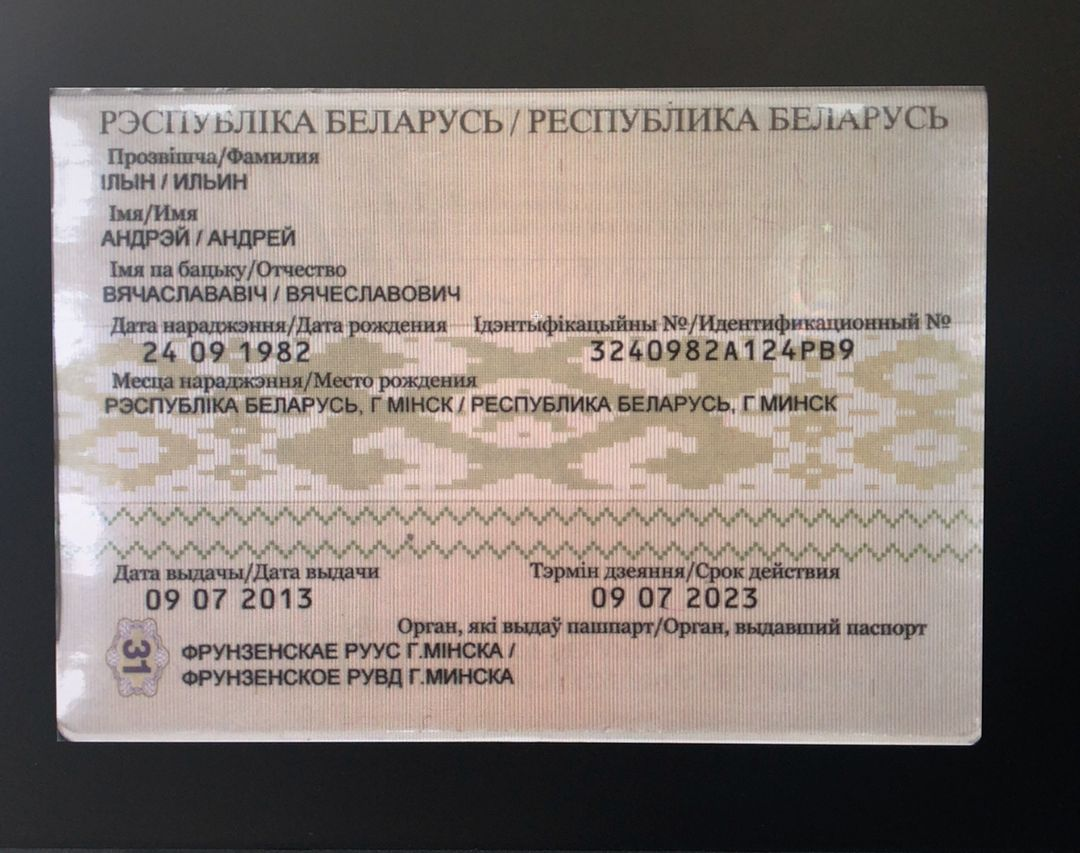 РЭСПУБЛІКА БЕЛАРУСЬ / РЕСПУБЛИКА БЕЛАРУСЬ
Прозвішча/Фамилия
ІЛЬІН / ИЛЬИН
Імя/Имя
АНДРЭЙ / АНДРЕЙ
Імя па бацьку/Отчество
ВЯЧАСЛАВАВІЧ / ВЯЧЕСЛАВОВИЧ
Дата нараджэння/Дата рождения Ідэнтыфікацыйны №/Идентификационный №
24 09 1982 3240982A124PB9
Месца нараджэння/Место рождения
РЭСПУБЛІКА БЕЛАРУСЬ, Г МІНСК / РЕСПУБЛИКА БЕЛАРУСЬ, Г МИНСК
Дата выдачы/Дата выдачи Тэрмін дзеяння/Срок действия
09 07 2013 09 07 2023
Орган, які выдаў пашпарт/Орган, выдавший паспорт
31 ФРУНЗЕНСКАЕ РУУС Г.МІНСКА /
ФРУНЗЕНСКОЕ РУВД Г.МИНСКА